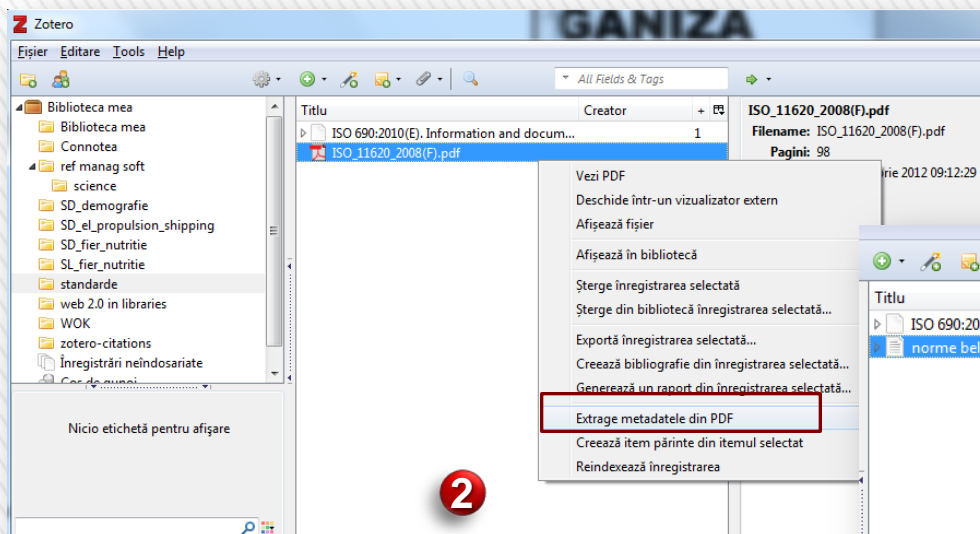 GANIZA
Zotero
Fișier Editare Tools Help
All Fields & Tags
Biblioteca mea
Biblioteca mea
Connotea
ref manag soft
science
SD_demografie
SD_el_propulsion_shipping
SD_fier_nutritie
SL_fier_nutritie
standarde
web 2.0 in libraries
WOK
zotero-citations
Înregistrări neîndosariate
Coș de gunoi
Nicio etichetă pentru afişare
Titlu Creator +
ISO 690:2010(E). Information and docum... 1
ISO_11620_2008(F).pdf
ISO_11620_2008(F).pdf
Filename: ISO_11620_2008(F).pdf
Pagini: 98
rie 2012 09:12:29
Vezi PDF
Deschide într-un vizualizator extern
Afișează fișier
Afișează în bibliotecă
Șterge înregistrarea selectată
Șterge din bibliotecă înregistrarea selectată...
Exportă înregistrarea selectată...
Creează bibliografie din înregistrarea selectată...
Generează un raport din înregistrarea selectată...
Extrage metadatele din PDF
Creează item părinte din itemul selectat
Reindexează înregistrarea
2
Titlu
ISO 690:20
norme bel